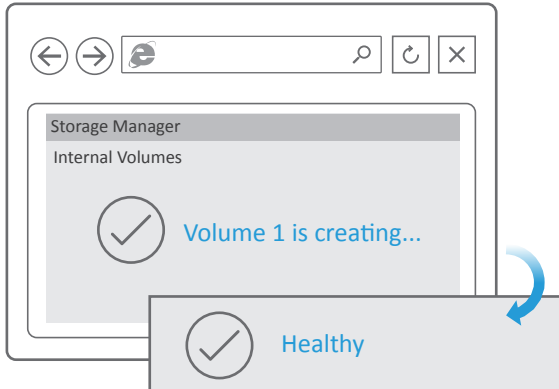 Storage Manager
Internal Volumes
Volume 1 is creating...
Healthy